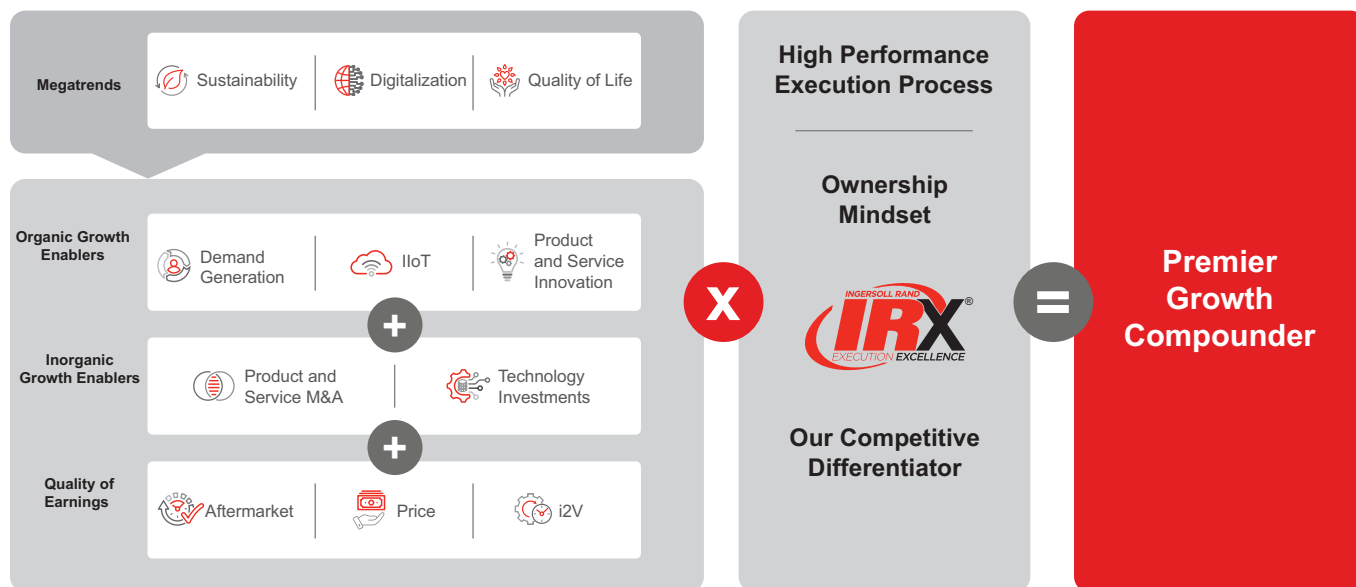 Megatrends
Sustainability
Digitalization
Quality of Life
Organic Growth
Enablers
Demand
Generation
IIoT
Product
and Service
Innovation
+
Inorganic
Growth Enablers
Product and
Service M&A
Technology
Investments
+
Quality of
Earnings
Aftermarket
Price
i2V
X
High Performance
Execution Process
Ownership
Mindset
INGERSOLL RAND
IRX®
EXECUTION EXCELLENCE
Our Competitive
Differentiator
=
Premier
Growth
Compounder